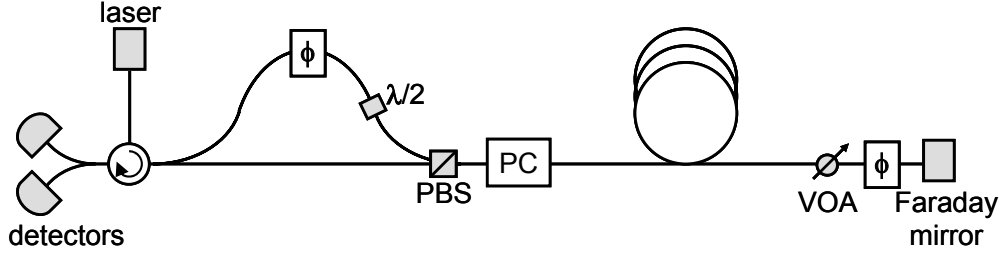 laser
ϕ
λ/2
PBS
PC
VOA
ϕ
Faraday
mirror
detectors